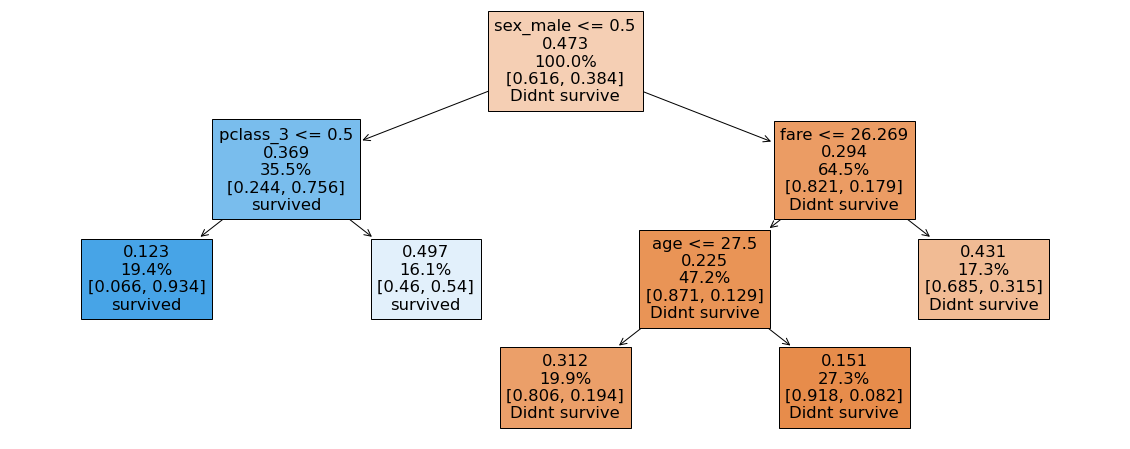 sex_male <= 0.5
0.473
100.0%
[0.616, 0.384]
Didnt survive
pclass_3 <= 0.5
0.369
35.5%
[0.244, 0.756]
survived
fare <= 26.269
0.294
64.5%
[0.821, 0.179]
Didnt survive
0.123
19.4%
[0.066, 0.934]
survived
0.497
16.1%
[0.46, 0.54]
survived
age <= 27.5
0.225
47.2%
[0.871, 0.129]
Didnt survive
0.431
17.3%
[0.685, 0.315]
Didnt survive
0.312
19.9%
[0.806, 0.194]
Didnt survive
0.151
27.3%
[0.918, 0.082]
Didnt survive